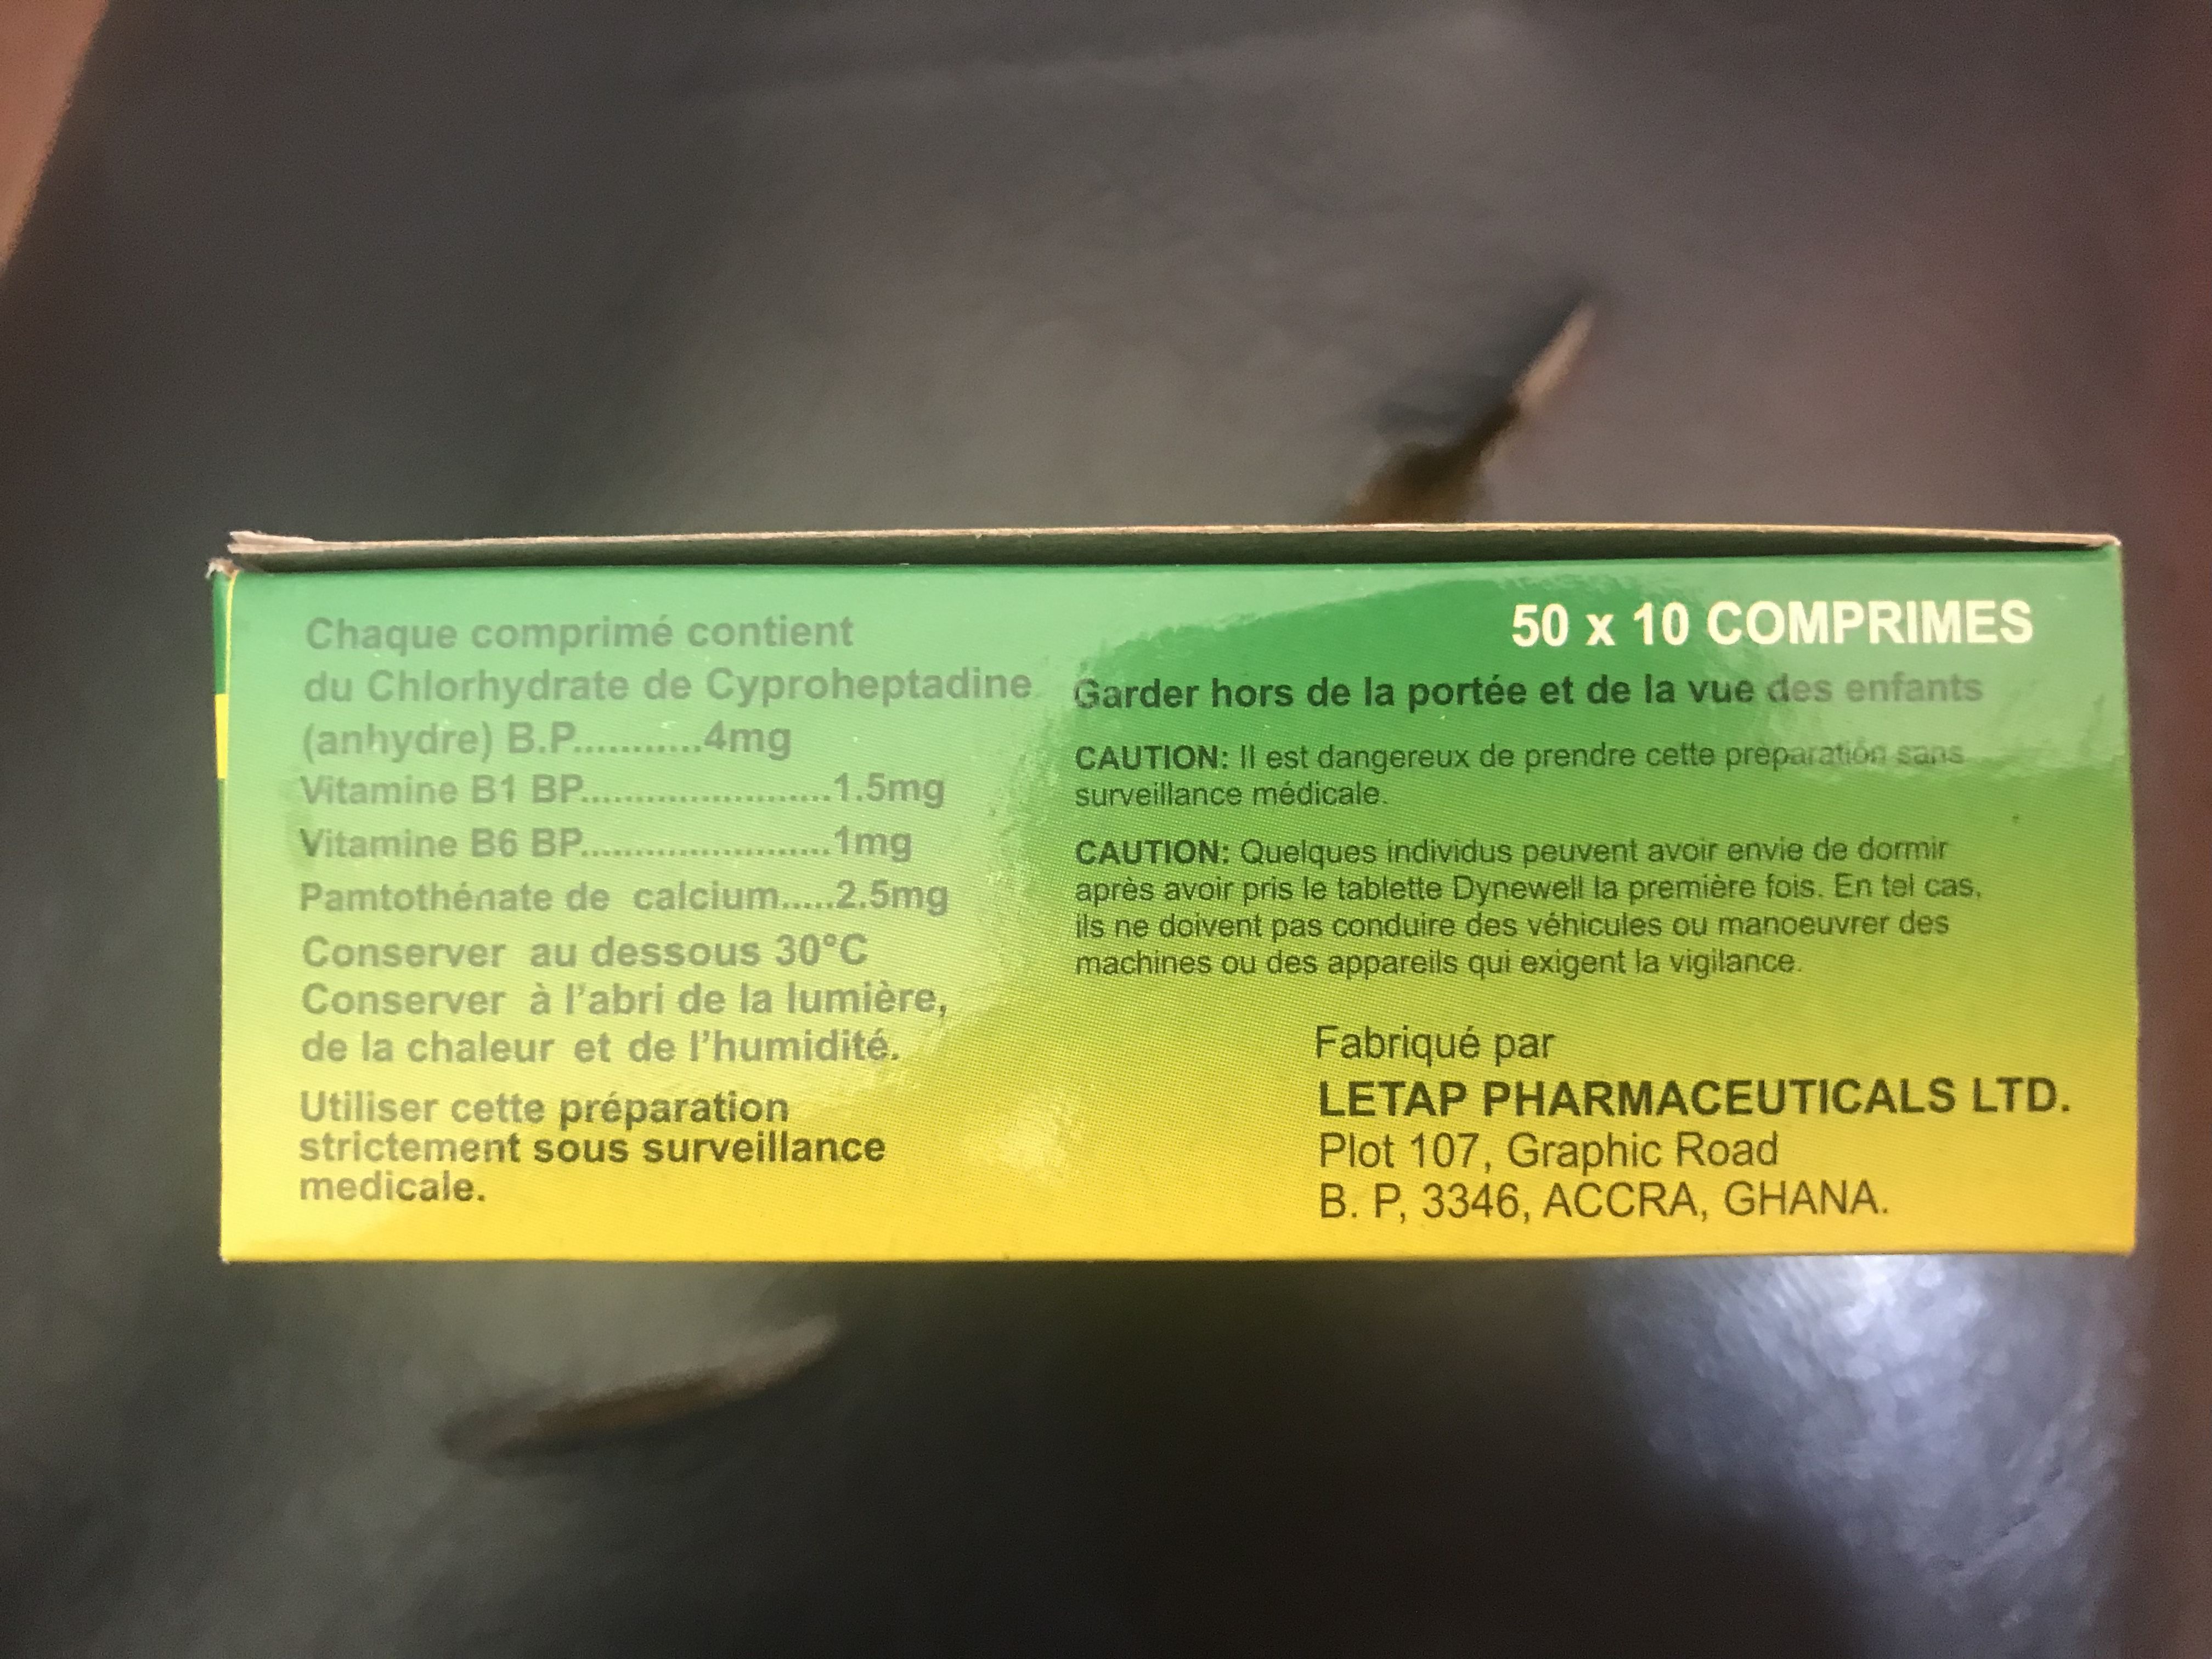 Chaque comprimé contient
du Chlorhydrate de Cyproheptadine
(anhydre) B.P............4mg
Vitamine B1 BP.......................1.5mg
Vitamine B6 BP.......................1mg
Pamtothénate de calcium.....2.5mg
Conserver au dessous 30°C
Conserver à l'abri de la lumière,
de la chaleur et de l'humidité.
Utiliser cette préparation
strictement sous surveillance
medicale.
50 x 10 COMPRIMES
Garder hors de la portée et de la vue des enfants
CAUTION: Il est dangereux de prendre cette preparation sans
surveillance médicale.
CAUTION: Quelques individus peuvent avoir envie de dormir
après avoir pris le tablette Dynewell la première fois. En tel cas,
ils ne doivent pas conduire des véhicules ou manoeuvrer des
machines ou des appareils qui exigent la vigilance.
Fabriqué par
LETAP PHARMACEUTICALS LTD.
Plot 107, Graphic Road
B. P, 3346, ACCRA, GHANA.